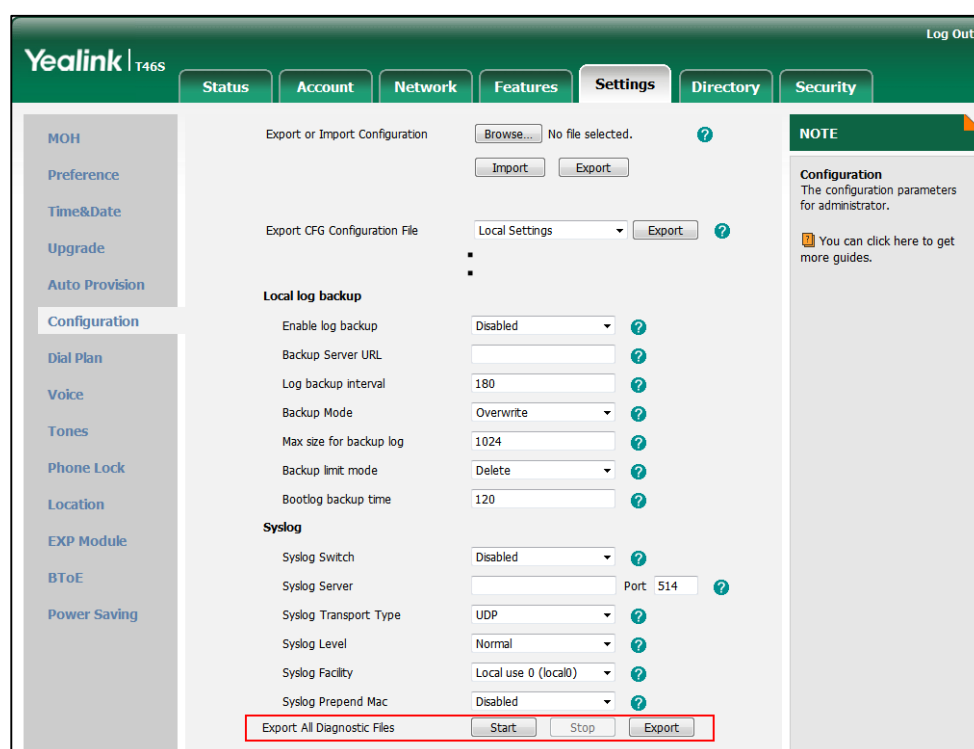 Log Out
Yealink | T46S
Status Account Network Features Settings Directory Security
MOH
Preference
Time&Date
Upgrade
Auto Provision
Configuration
Dial Plan
Voice
Tones
Phone Lock
Location
EXP Module
BToE
Power Saving
Export or Import Configuration Browse... No file selected. ?
Import Export
Export CFG Configuration File Local Settings Export ?
Local log backup
Enable log backup Disabled ?
Backup Server URL ?
Log backup interval 180 ?
Backup Mode Overwrite ?
Max size for backup log 1024 ?
Backup limit mode Delete ?
Bootlog backup time 120 ?
Syslog
Syslog Switch Disabled ?
Syslog Server Port 514 ?
Syslog Transport Type UDP ?
Syslog Level Normal ?
Syslog Facility Local use 0 (local0) ?
Syslog Prepend Mac Disabled ?
Export All Diagnostic Files Start Stop Export
NOTE
Configuration
The configuration parameters
for administrator.
? You can click here to get
more guides.